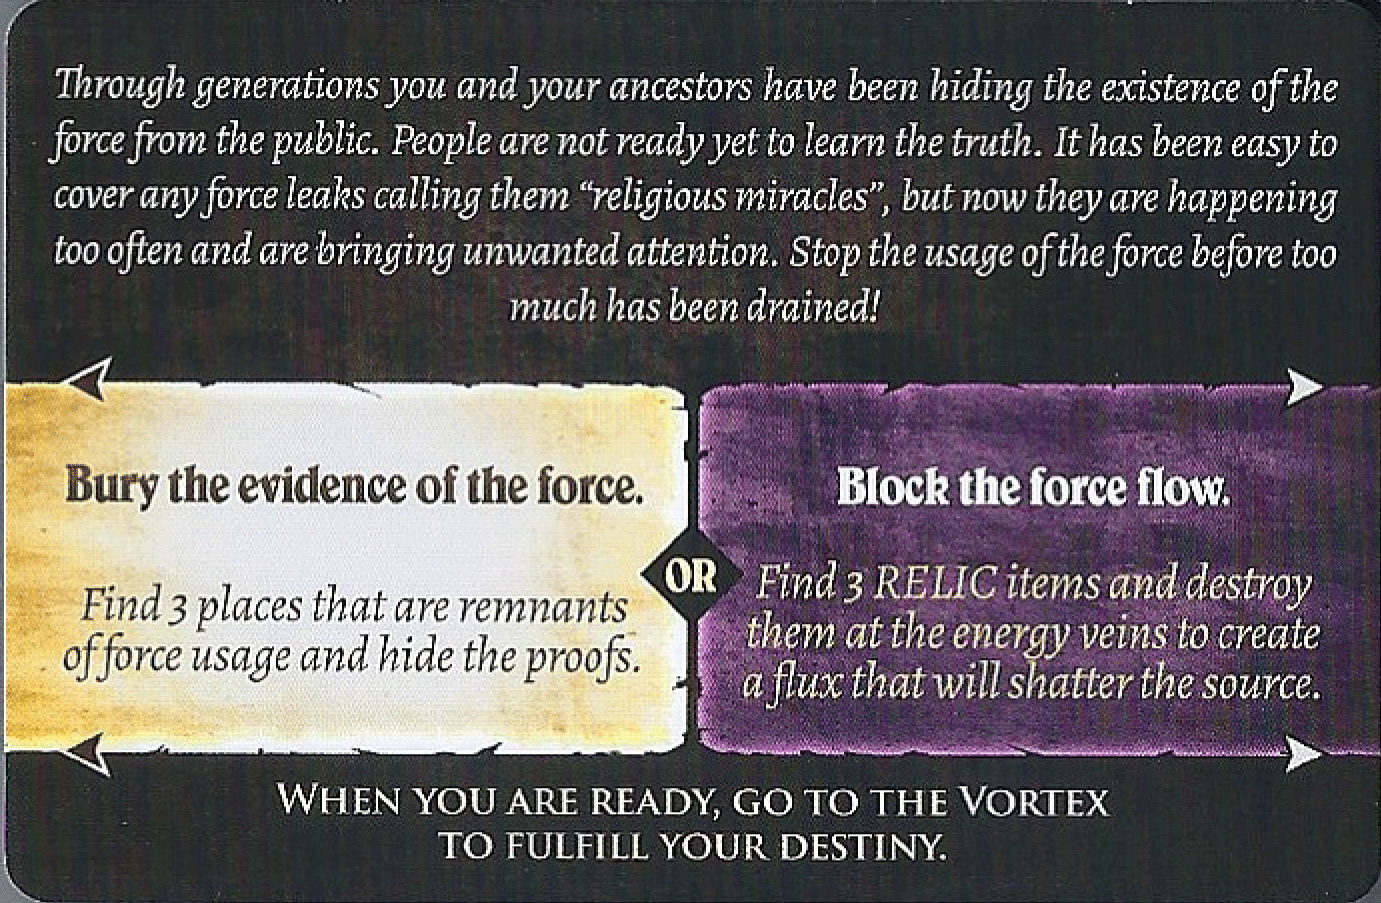 Through generations you and your ancestors have been hiding the existence of the
force from the public. People are not ready yet to learn the truth. It has been easy to
cover any force leaks calling them “religious miracles”, but now they are happening
too often and are bringing unwanted attention. Stop the usage of the force before too
much has been drained!
Bury the evidence of the force.
Find 3 places that are remnants
of force usage and hide the proofs.
OR
Block the force flow.
Find 3 RELIC items and destroy
them at the energy veins to create
a flux that will shatter the source.
WHEN YOU ARE READY, GO TO THE VORTEX
TO FULFILL YOUR DESTINY.